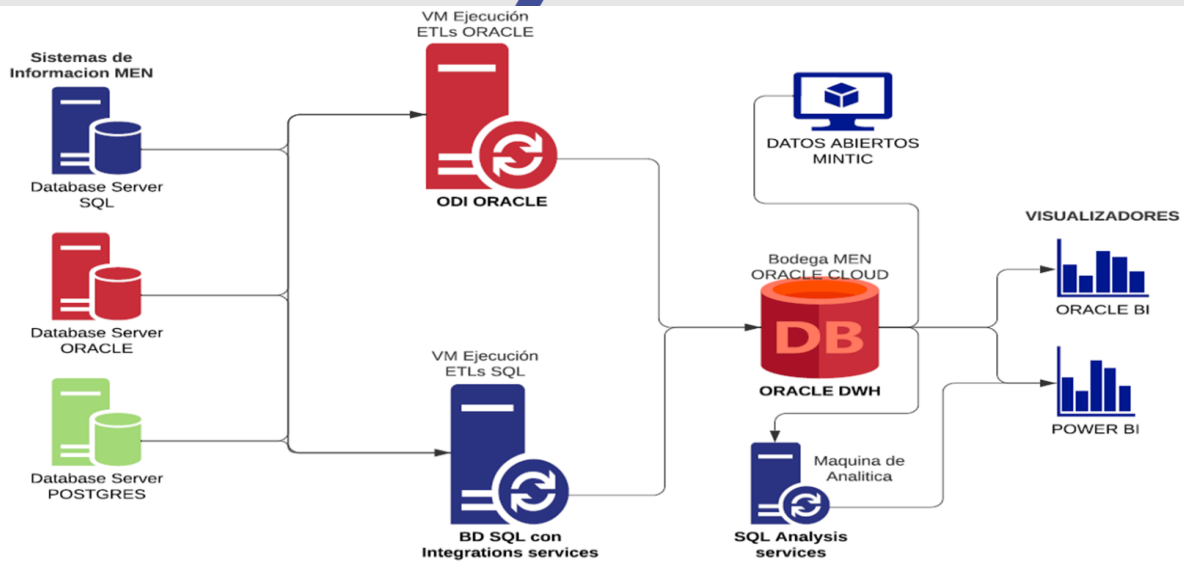 Sistemas de
Informacion MEN
Database Server
SQL
Database Server
ORACLE
Database Server
POSTGRES
VM Ejecución
ETLs ORACLE
ODI ORACLE
VM Ejecución
ETLs SQL
BD SQL con
Integrations services
DATOS ABIERTOS
MINTIC
Bodega MEN
ORACLE CLOUD
DB
ORACLE DWH
Maquina de
Analitica
SQL Analysis
services
VISUALIZADORES
ORACLE BI
POWER BI